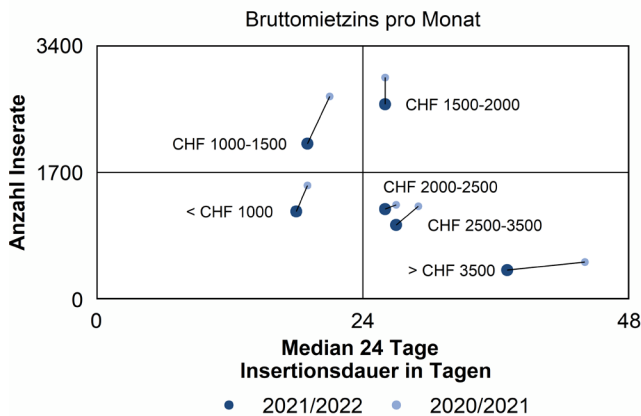 Bruttomietzins pro Monat
3400
CHF 1500-2000
CHF 1000-1500
Anzahl Inserate
1700
CHF 2000-2500
< CHF 1000
CHF 2500-3500
> CHF 3500
0
0
24
48
Median 24 Tage
Insertionsdauer in Tagen
2021/2022
2020/2021